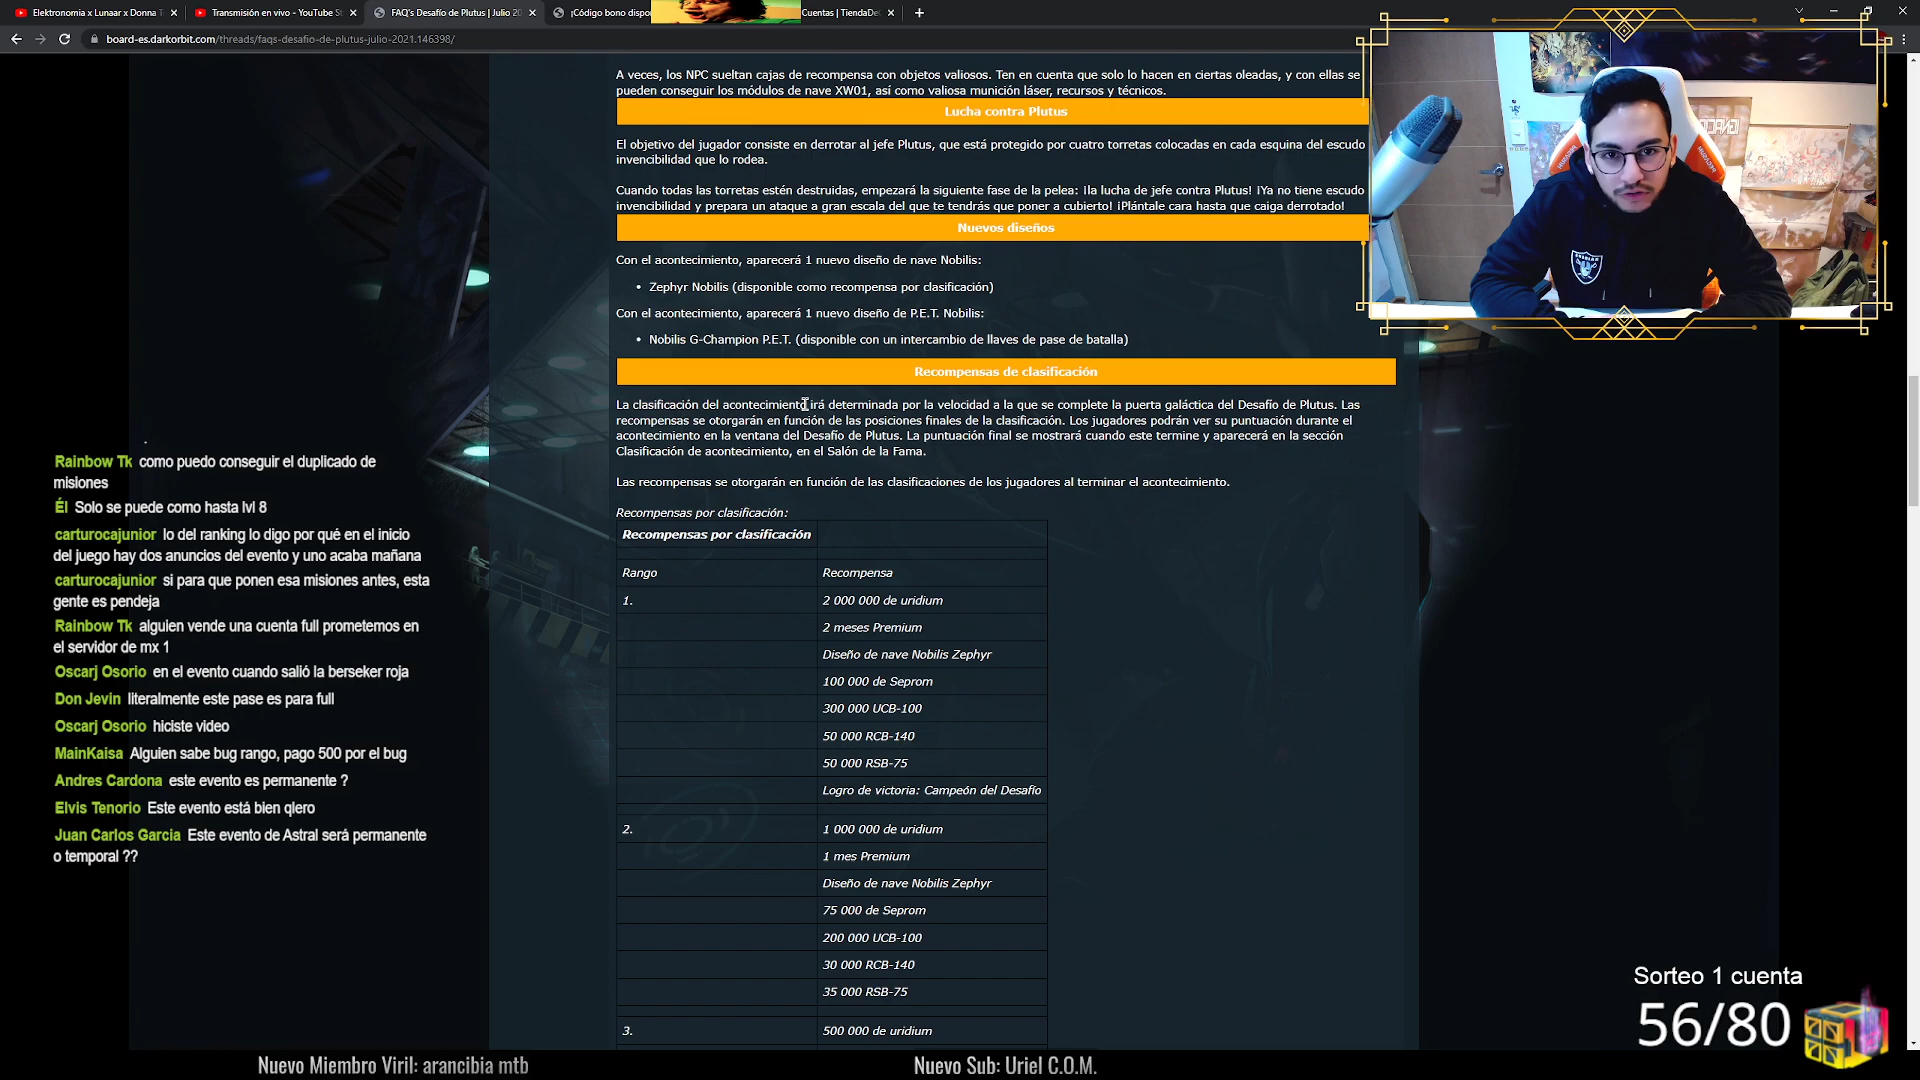 Elektronomia x Lunaar x Donna T
Transmisión en vivo - YouTube St
FAQ's Desafío de Plutus | Julio 20
¡Código bono dispo
Cuentas | TiendaDe
board-es.darkorbit.com/threads/faqs-desafio-de-plutus-julio-2021.146398/
A veces, los NPC sueltan cajas de recompensa con objetos valiosos. Ten en cuenta que solo lo hacen en ciertas oleadas, y con ellas se
pueden conseguir los módulos de nave XW01, así como valiosa munición láser, recursos y técnicos.
Lucha contra Plutus
El objetivo del jugador consiste en derrotar al jefe Plutus, que está protegido por cuatro torretas colocadas en cada esquina del escudo
invencibilidad que lo rodea.
Cuando todas las torretas estén destruidas, empezará la siguiente fase de la pelea: ¡la lucha de jefe contra Plutus! ¡Ya no tiene escudo
invencibilidad y prepara un ataque a gran escala del que te tendrás que poner a cubierto! ¡Plántale cara hasta que caiga derrotado!
Nuevos diseños
Con el acontecimiento, aparecerá 1 nuevo diseño de nave Nobilis:
• Zephyr Nobilis (disponible como recompensa por clasificación)
Con el acontecimiento, aparecerá 1 nuevo diseño de P.E.T. Nobilis:
• Nobilis G-Champion P.E.T. (disponible con un intercambio de llaves de pase de batalla)
Recompensas de clasificación
La clasificación del acontecimiento irá determinada por la velocidad a la que se complete la puerta galáctica del Desafío de Plutus. Las
recompensas se otorgarán en función de las posiciones finales de la clasificación. Los jugadores podrán ver su puntuación durante el
acontecimiento en la ventana del Desafío de Plutus. La puntuación final se mostrará cuando este termine y aparecerá en la sección
Clasificación de acontecimiento, en el Salón de la Fama.
Las recompensas se otorgarán en función de las clasificaciones de los jugadores al terminar el acontecimiento.
Recompensas por clasificación:
Recompensas por clasificación
Rango Recompensa
1. 2 000 000 de uridium
2 meses Premium
Diseño de nave Nobilis Zephyr
100 000 de Seprom
300 000 UCB-100
50 000 RCB-140
50 000 RSB-75
Logro de victoria: Campeón del Desafío
2. 1 000 000 de uridium
1 mes Premium
Diseño de nave Nobilis Zephyr
75 000 de Seprom
200 000 UCB-100
30 000 RCB-140
35 000 RSB-75
3. 500 000 de uridium
Rainbow Tk como puedo conseguir el duplicado de
misiones
Él Solo se puede como hasta lvl 8
carturocajunior lo del ranking lo digo por qué en el inicio
del juego hay dos anuncios del evento y uno acaba mañana
carturocajunior si para que ponen esa misiones antes, esta
gente es pendeja
Rainbow Tk alguien vende una cuenta full prometemos en
el servidor de mx 1
Oscarj Osorio en el evento cuando salió la berseker roja
Don Jevin literalmente este pase es para full
Oscarj Osorio hiciste video
MainKaisa Alguien sabe bug rango, pago 500 por el bug
Andres Cardona este evento es permanente ?
Elvis Tenorio Este evento está bien qlero
Juan Carlos Garcia Este evento de Astral será permanente
o temporal ??
RAIDERS
Sorteo 1 cuenta
56/80
Nuevo Miembro Viril: arancibia mtb
Nuevo Sub: Uriel C.O.M.